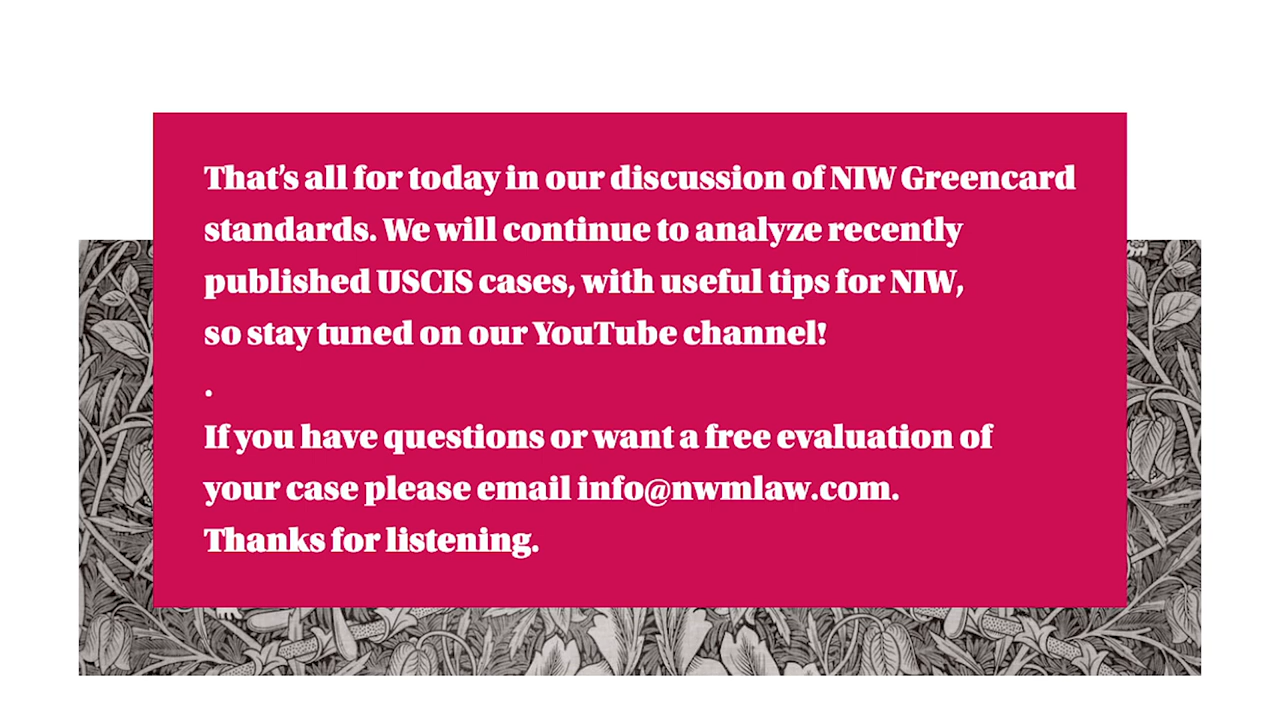 That’s all for today in our discussion of NIW Greencard
standards. We will continue to analyze recently
published USCIS cases, with useful tips for NIW,
so stay tuned on our YouTube channel!
.
If you have questions or want a free evaluation of
your case please email info@nwmlaw.com.
Thanks for listening.